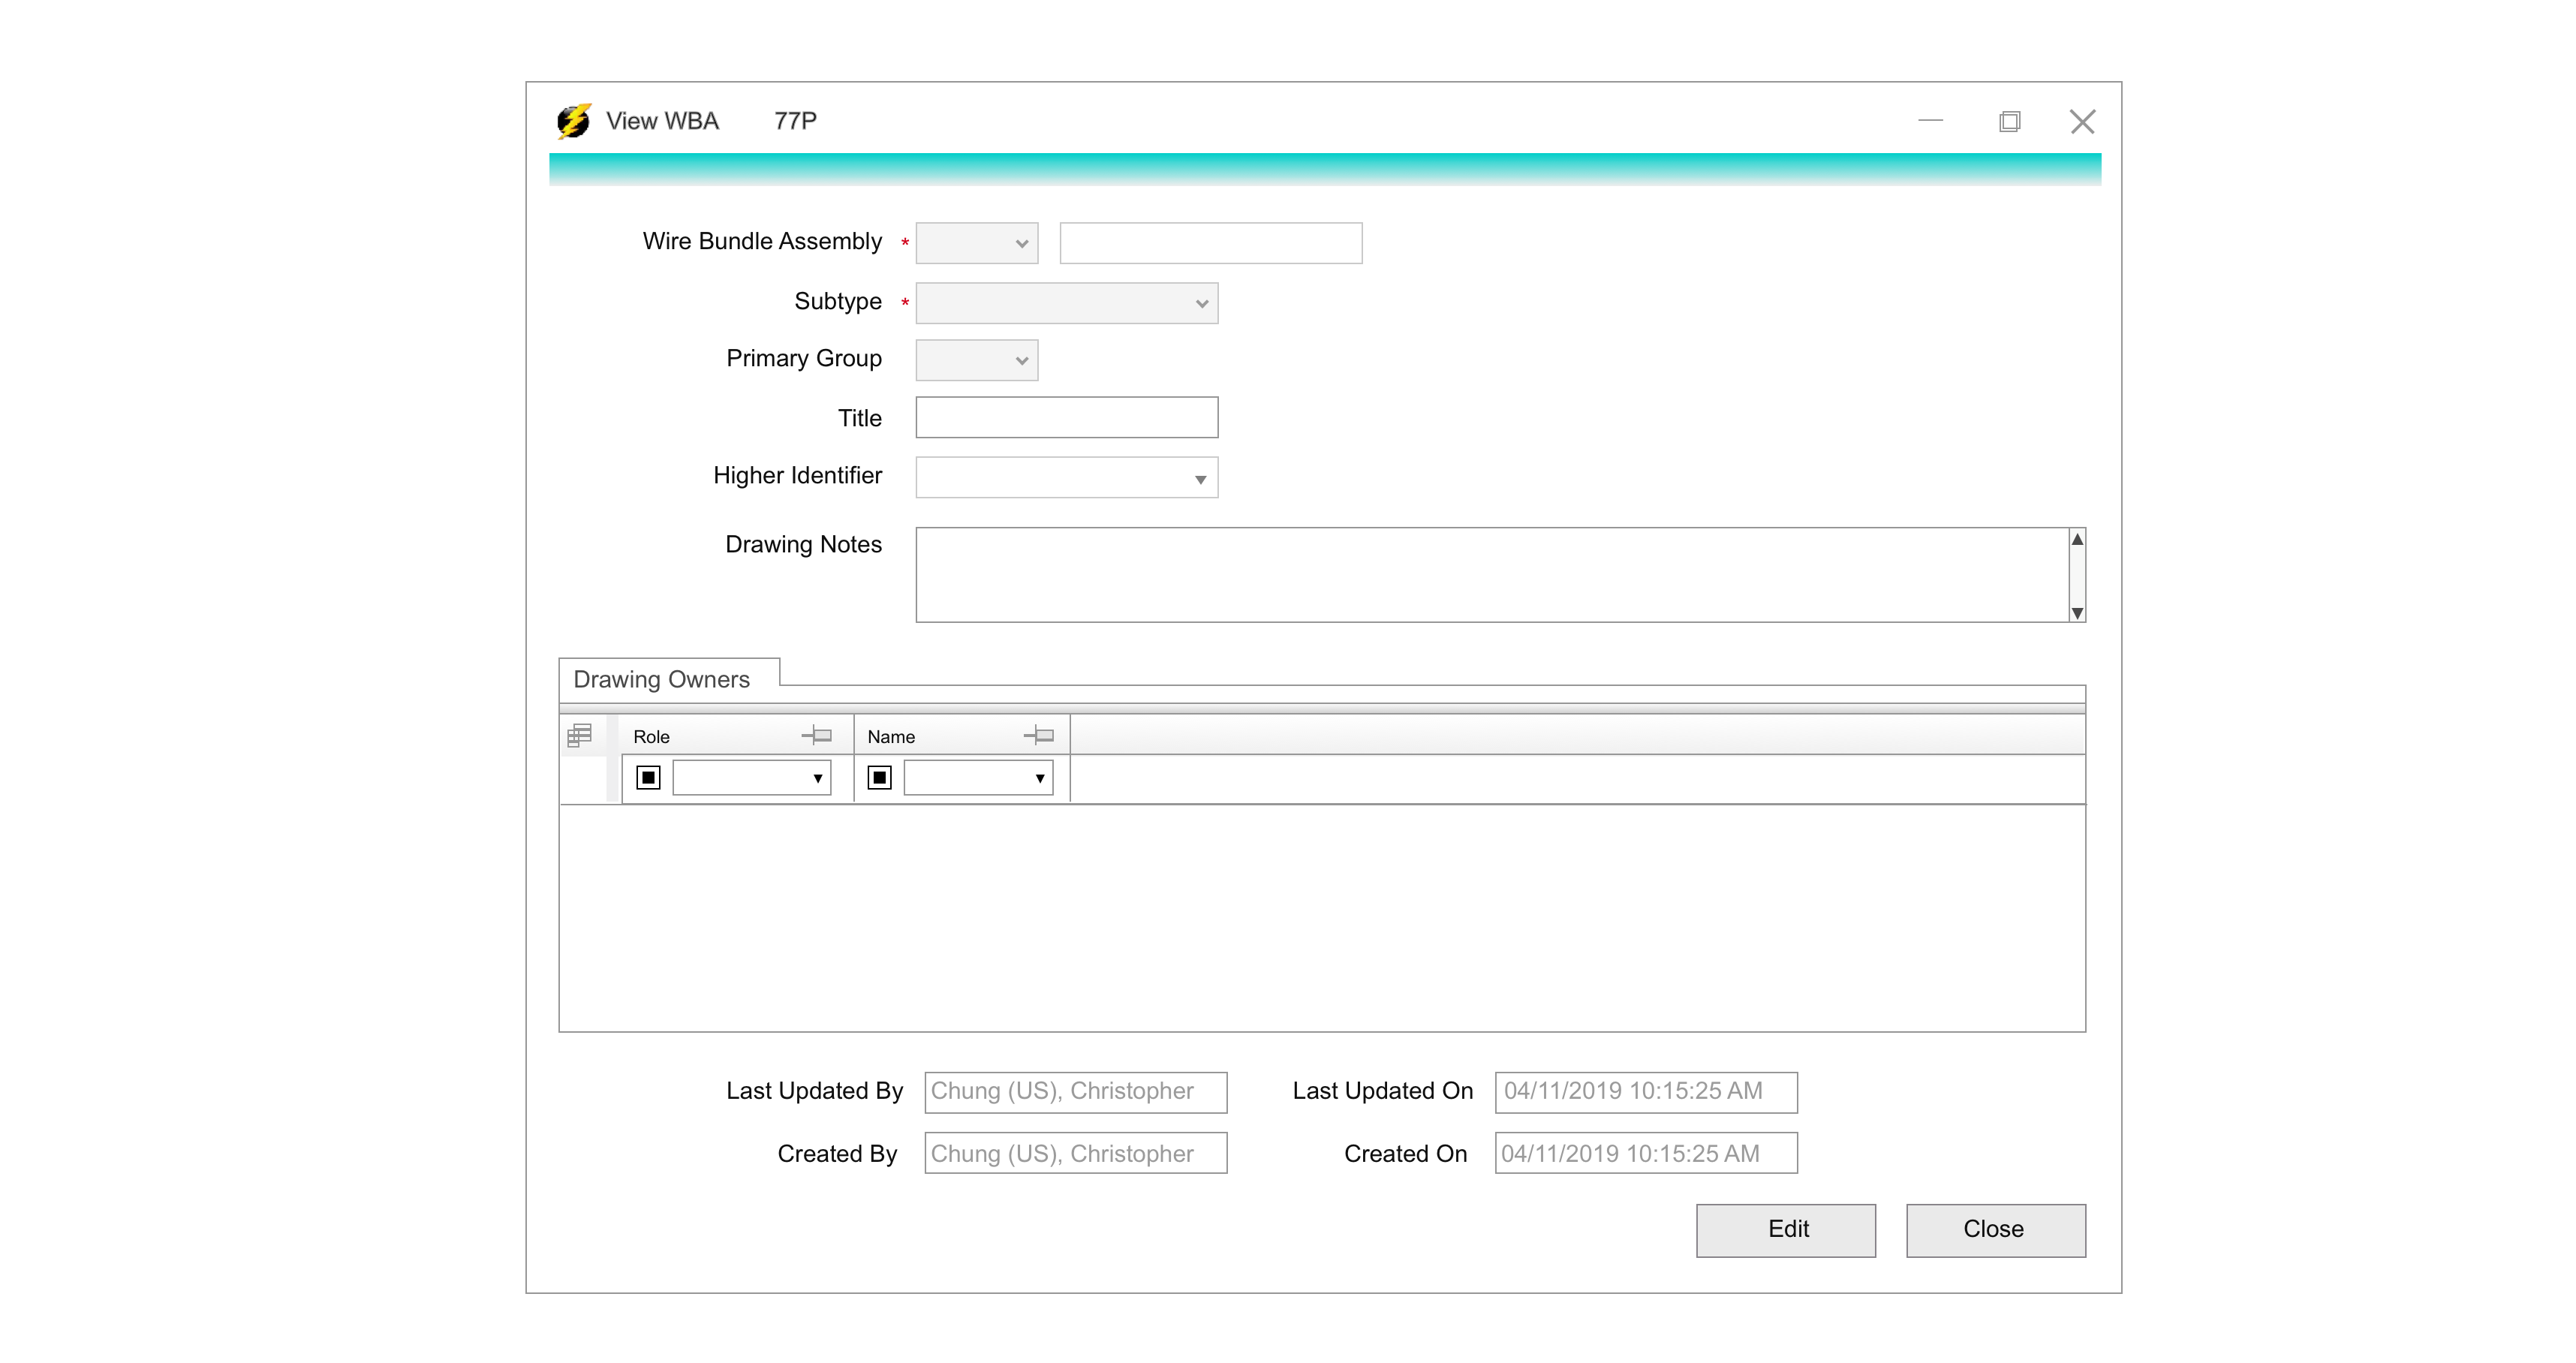 View WBA 77P
Wire Bundle Assembly *
Subtype *
Primary Group
Title
Higher Identifier
Drawing Notes
Drawing Owners
Role Name
Last Updated By Chung (US), Christopher Last Updated On 04/11/2019 10:15:25 AM
Created By Chung (US), Christopher Created On 04/11/2019 10:15:25 AM
Edit Close